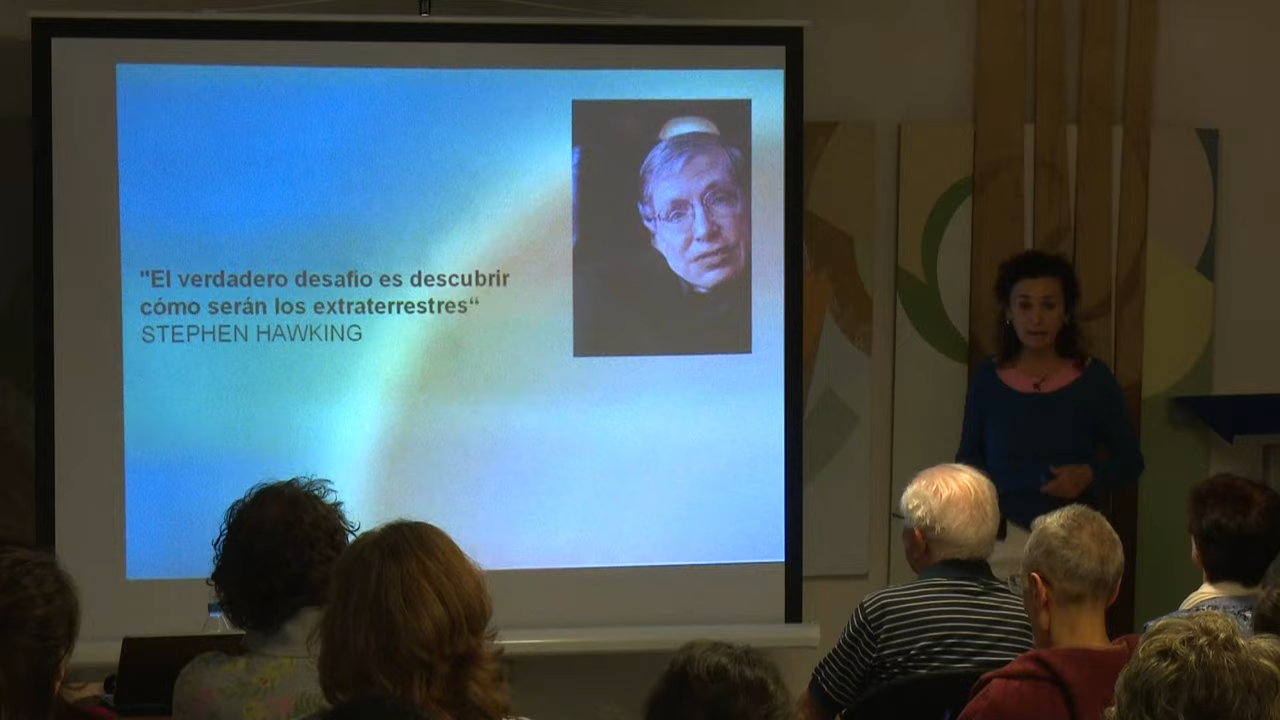 "El verdadero desafío es descubrir
cómo serán los extraterrestres“
STEPHEN HAWKING